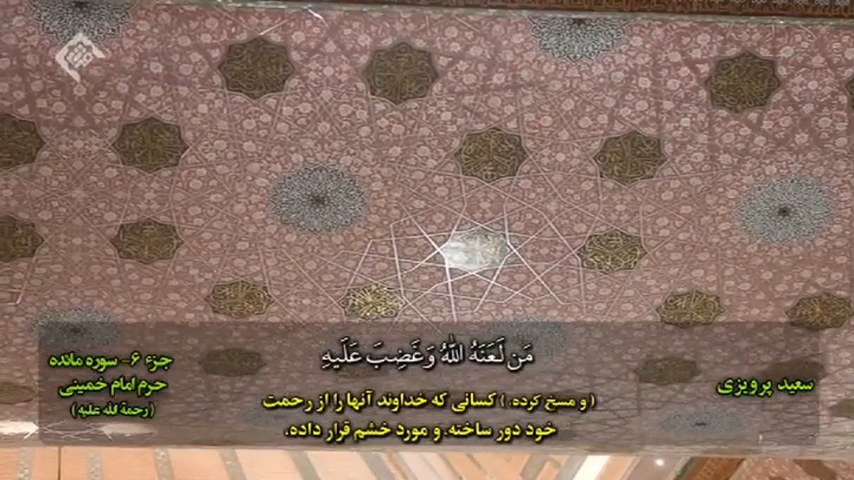 مَن لَعَنَهُ اللَّهُ وَغَضِبَ عَلَيهِ
( و مسخ کرده، ) کسانی که خداوند آنها را از رحمت
خود دور ساخته، و مورد خشم قرار داده،
سعید پرویزی
جزء ۶- سوره مائده
حرم امام خمینی
(رحمة الله علیه)